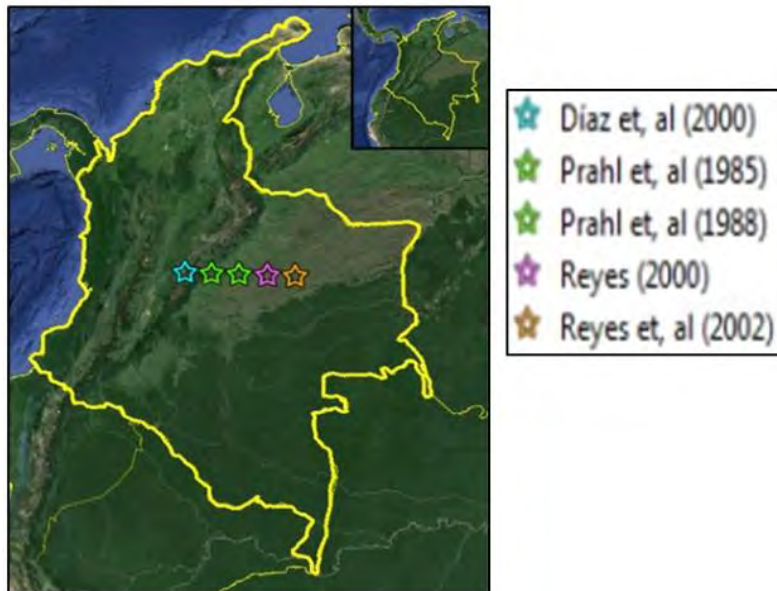 Díaz et, al (2000)
Prahl et, al (1985)
Prahl et, al (1988)
Reyes (2000)
Reyes et, al (2002)